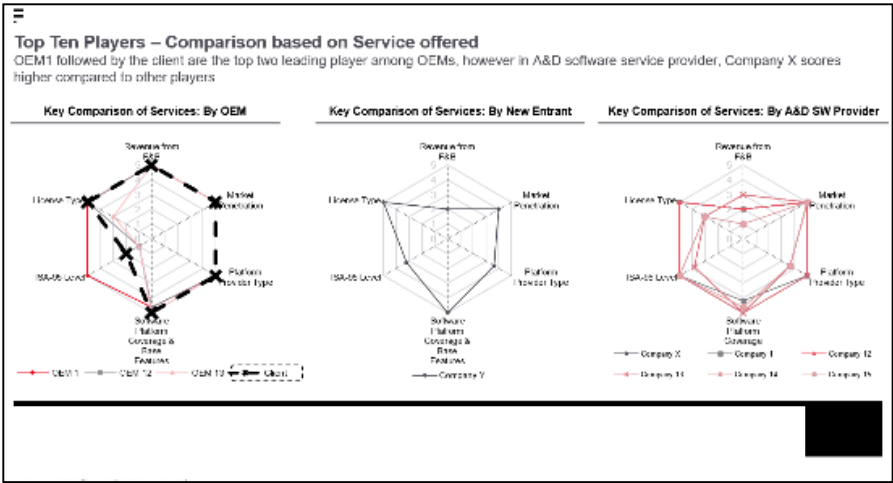 Top Ten Players – Comparison based on Service offered
OEM1 followed by the client are the top two leading player among OEMs, however in A&D software service provider, Company X scores
higher compared to other players
Key Comparison of Services: By OEM
Revenue from
F&B
License Type
Market
Penetration
ISA-95 Level
Platform
Provider Type
Software
Platform
Coverage &
Base
Features
OEM 1
OEM 12
OEM 13
Client
Key Comparison of Services: By New Entrant
Revenue from
F&B
License Type
Market
Penetration
ISA-95 Level
Platform
Provider Type
Software
Platform
Coverage &
Base
Features
Company Y
Key Comparison of Services: By A&D SW Provider
Revenue from
F&B
License Type
Market
Penetration
ISA-95 Level
Platform
Provider Type
Software
Platform
Coverage
Company X
Company 12
Company 13
Company 14
Company 15